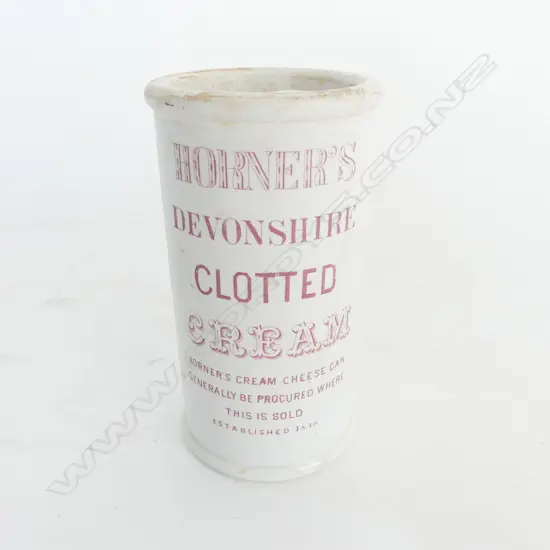 HORNER'S
DEVONSHIRE
CLOTTED
CREAM
HORNER'S CREAM CHEESE CAN
GENERALLY BE PROCURED WHERE
THIS IS SOLD
ESTABLISHED